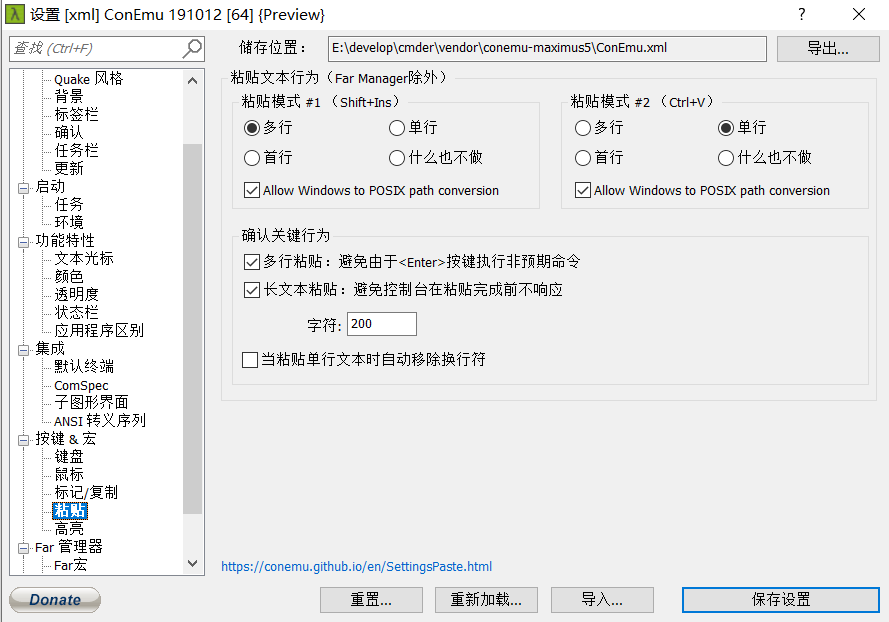 设置 [xml] ConEmu 191012 [64] {Preview}
查找 (Ctrl+F)
储存位置：
E:\develop\cmder\vendor\conemu-maximus5\ConEmu.xml
导出...
Quake 风格
背景
标签栏
确认
任务栏
更新
启动
任务
环境
功能特性
文本光标
颜色
透明度
状态栏
应用程序区别
集成
默认终端
ComSpec
子图形界面
ANSI 转义序列
按键 & 宏
键盘
鼠标
标记/复制
粘贴
高亮
Far 管理器
Far宏
粘贴文本行为（Far Manager除外）
粘贴模式 #1 （Shift+Ins）
多行
单行
首行
什么也不做
Allow Windows to POSIX path conversion
粘贴模式 #2 （Ctrl+V）
多行
单行
首行
什么也不做
Allow Windows to POSIX path conversion
确认关键行为
多行粘贴：避免由于<Enter>按键执行非预期命令
长文本粘贴：避免控制台在粘贴完成前不响应
字符: 200
当粘贴单行文本时自动移除换行符
https://conemu.github.io/en/SettingsPaste.html
Donate
重置...
重新加载...
导入...
保存设置